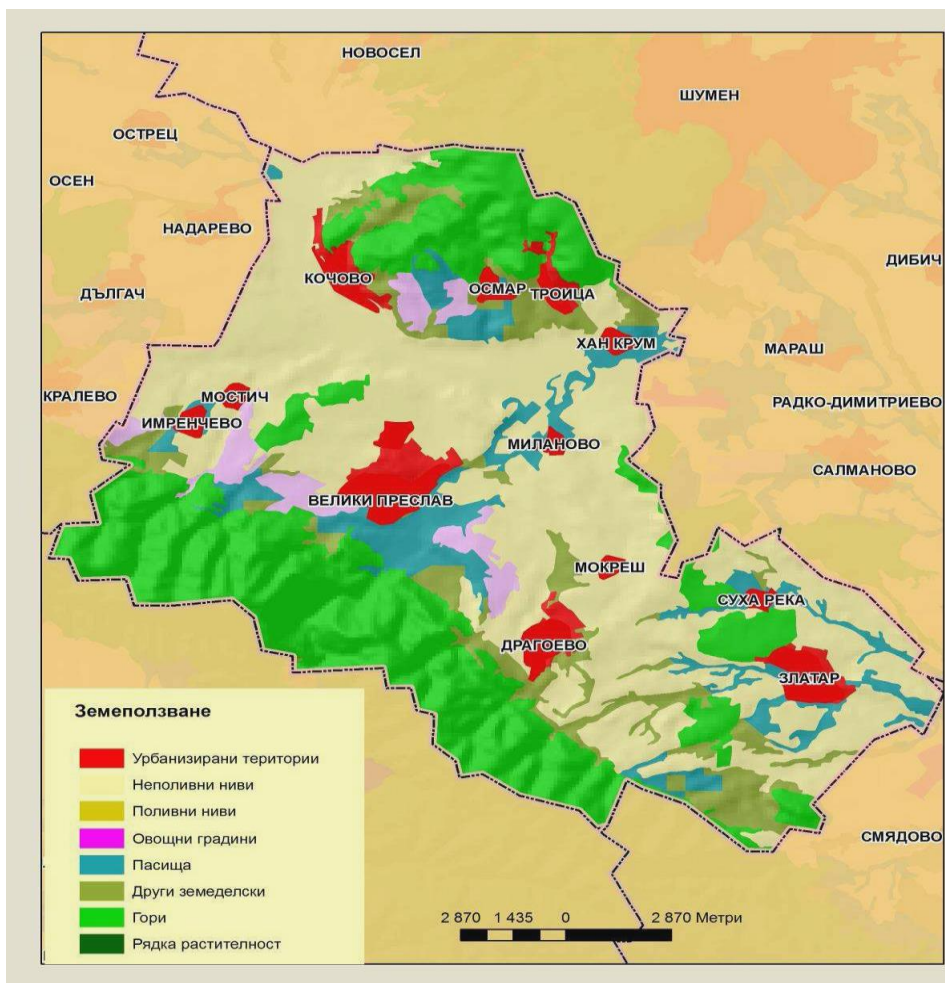 НОВОСЕЛ
ШУМЕН
ОСТРЕЦ
ОСЕН
НАДАРЕВО
ДИБИЧ
КОЧОВО
ОСМАР
ТРОИЦА
ДЪЛГАЧ
ХАН КРУМ
МАРАШ
КРАЛЕВО
МОСТИЧ
РАДКО-ДИМИТРИЕВО
ИМРЕНЧЕВО
МИЛАНОВО
САЛМАНОВО
ВЕЛИКИ ПРЕСЛАВ
МОКРЕШ
СУХА РЕКА
ДРАГОЕВО
ЗЛАТАР
СМЯДОВО
Земеползване
Урбанизирани територии
Неполивни ниви
Поливни ниви
Овощни градини
Пасища
Други земеделски
Гори
Рядка растителност
2 870 1 435 0 2 870 Метри